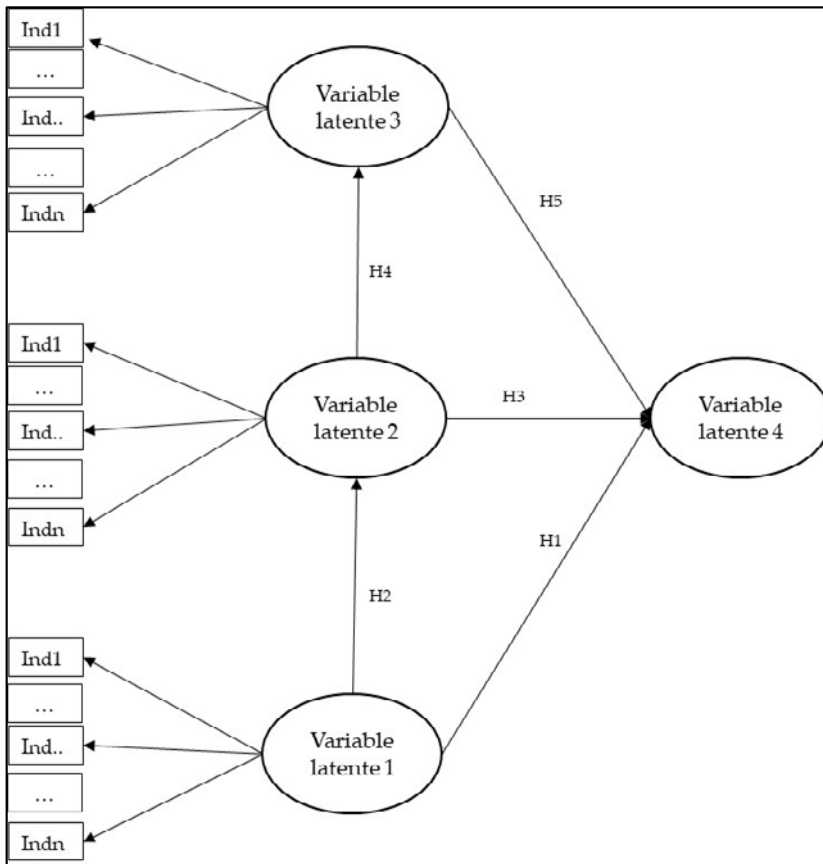 Ind1
...
Ind..
...
Indn
Variable
latente 3
H5
H4
Ind1
...
Ind..
...
Indn
Variable
latente 2
H3
Variable
latente 4
H1
H2
Ind1
...
Ind..
...
Indn
Variable
latente 1